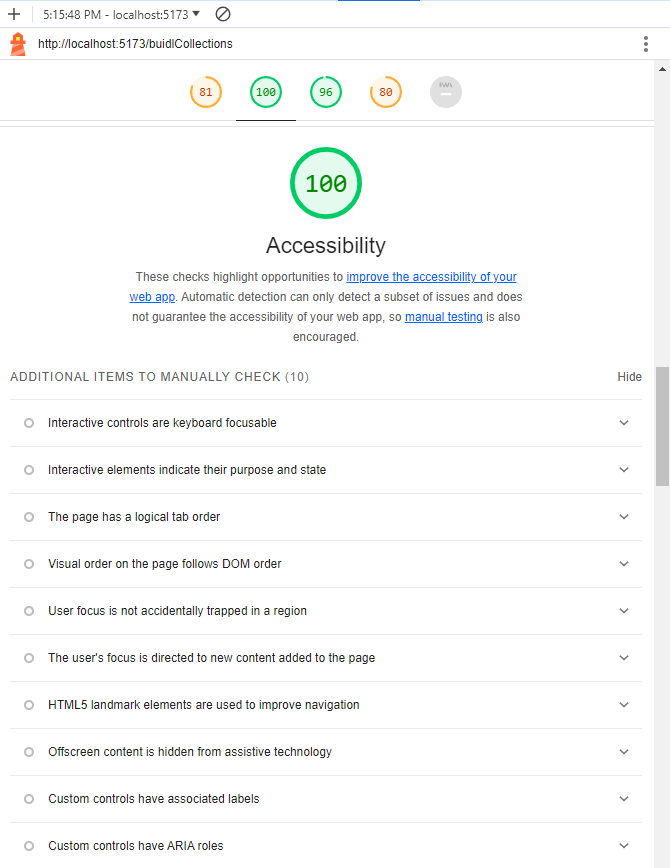 5:15:48 PM - localhost:5173
http://localhost:5173/buidlCollections
81 100 96 80 PWA
100
Accessibility
These checks highlight opportunities to improve the accessibility of your
web app. Automatic detection can only detect a subset of issues and does
not guarantee the accessibility of your web app, so manual testing is also
encouraged.
ADDITIONAL ITEMS TO MANUALLY CHECK (10) Hide
Interactive controls are keyboard focusable
Interactive elements indicate their purpose and state
The page has a logical tab order
Visual order on the page follows DOM order
User focus is not accidentally trapped in a region
The user's focus is directed to new content added to the page
HTML5 landmark elements are used to improve navigation
Offscreen content is hidden from assistive technology
Custom controls have associated labels
Custom controls have ARIA roles